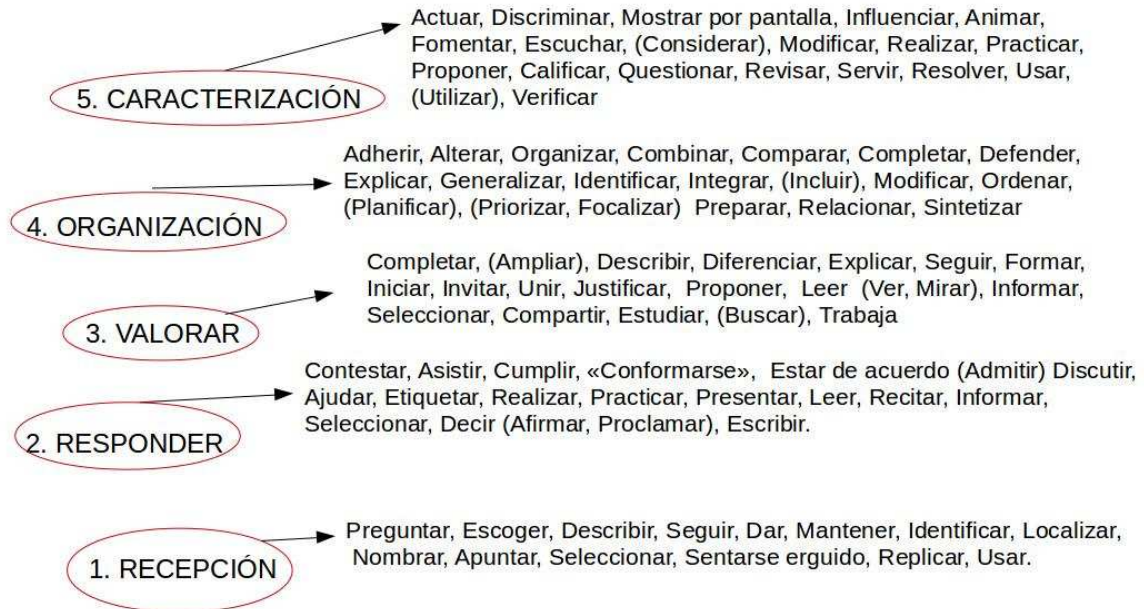 Actuar, Discriminar, Mostrar por pantalla, Influenciar, Animar,
Fomentar, Escuchar, (Considerar), Modificar, Realizar, Practicar,
Proponer, Calificar, Questionar, Revisar, Servir, Resolver, Usar,
(Utilizar), Verificar
5. CARACTERIZACIÓN
Adherir, Alterar, Organizar, Combinar, Comparar, Completar, Defender,
Explicar, Generalizar, Identificar, Integrar, (Incluir), Modificar, Ordenar,
(Planificar), (Priorizar, Focalizar) Preparar, Relacionar, Sintetizar
4. ORGANIZACIÓN
Completar, (Ampliar), Describir, Diferenciar, Explicar, Seguir, Formar,
Iniciar, Invitar, Unir, Justificar, Proponer, Leer (Ver, Mirar), Informar,
Seleccionar, Compartir, Estudiar, (Buscar), Trabaja
3. VALORAR
Contestar, Asistir, Cumplir, «Conformarse», Estar de acuerdo (Admitir) Discutir,
Ajudar, Etiquetar, Realizar, Practicar, Presentar, Leer, Recitar, Informar,
Seleccionar, Decir (Afirmar, Proclamar), Escribir.
2. RESPONDER
Preguntar, Escoger, Describir, Seguir, Dar, Mantener, Identificar, Localizar,
Nombrar, Apuntar, Seleccionar, Sentarse erguido, Replicar, Usar.
1. RECEPCIÓN